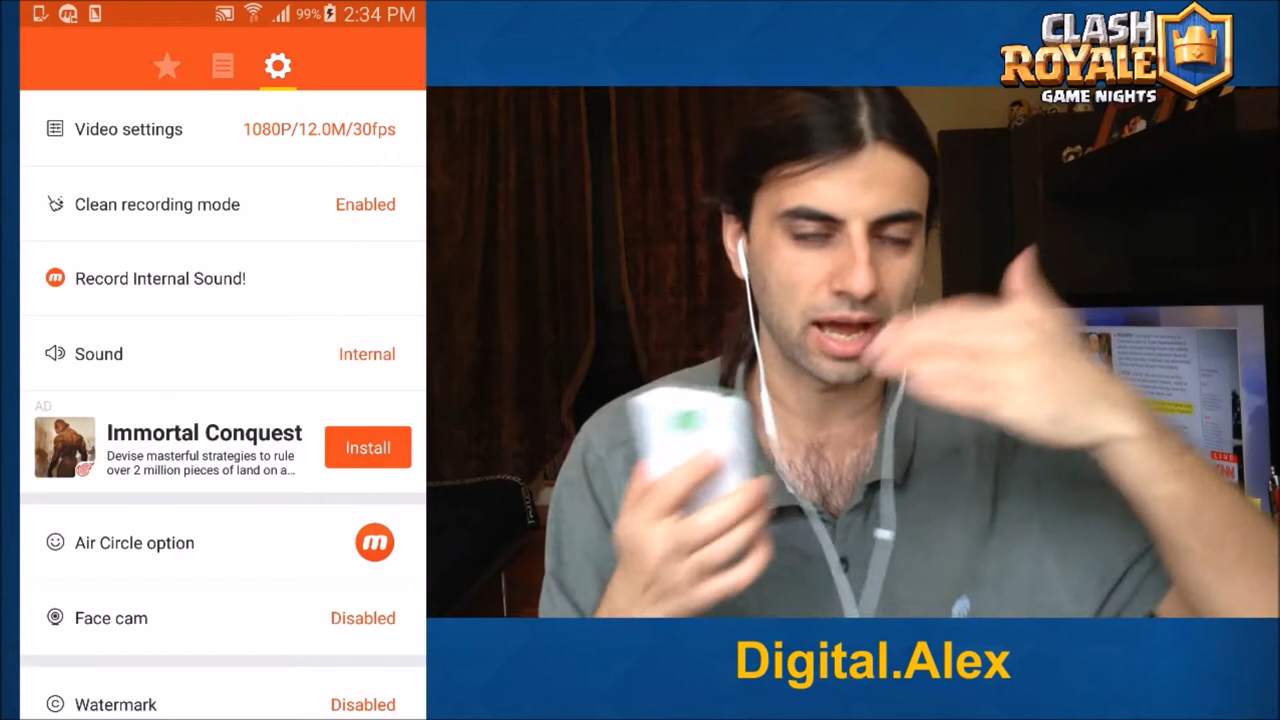 99% 2:34 PM
Video settings 1080P/12.0M/30fps
Clean recording mode Enabled
Record Internal Sound!
Sound Internal
AD
Immortal Conquest
Devise masterful strategies to rule
over 2 million pieces of land on a...
Install
Air Circle option
Face cam Disabled
Watermark Disabled
CLASH
ROYALE
GAME NIGHTS
LIVE
CNN
Digital.Alex